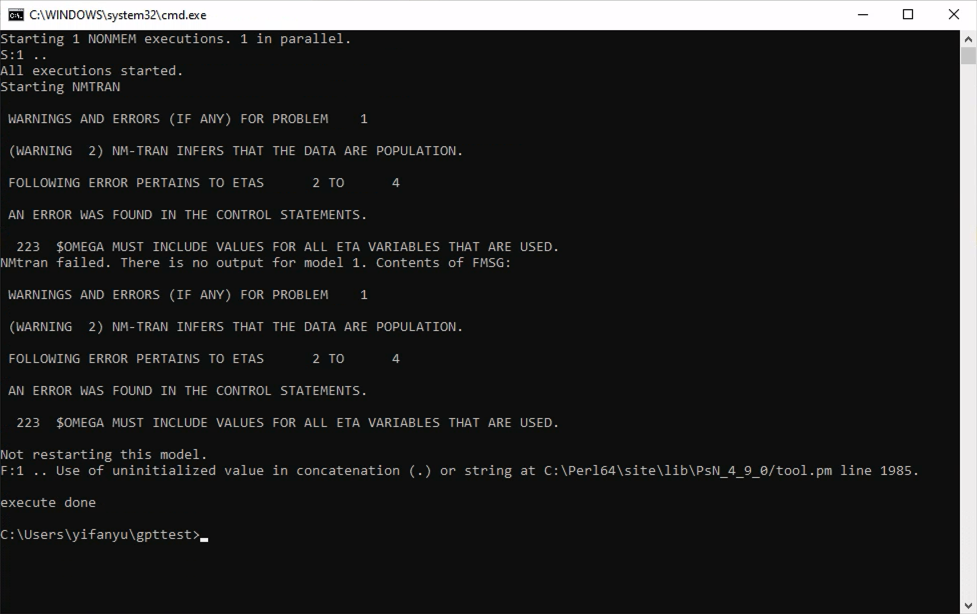 C:\WINDOWS\system32\cmd.exe
Starting 1 NONMEM executions. 1 in parallel.
S:1 ..
All executions started.
Starting NMTRAN
WARNINGS AND ERRORS (IF ANY) FOR PROBLEM    1
(WARNING  2) NM-TRAN INFERS THAT THE DATA ARE POPULATION.
FOLLOWING ERROR PERTAINS TO ETAS      2 TO      4
AN ERROR WAS FOUND IN THE CONTROL STATEMENTS.
223  $OMEGA MUST INCLUDE VALUES FOR ALL ETA VARIABLES THAT ARE USED.
NMtran failed. There is no output for model 1. Contents of FMSG:
WARNINGS AND ERRORS (IF ANY) FOR PROBLEM    1
(WARNING  2) NM-TRAN INFERS THAT THE DATA ARE POPULATION.
FOLLOWING ERROR PERTAINS TO ETAS      2 TO      4
AN ERROR WAS FOUND IN THE CONTROL STATEMENTS.
223  $OMEGA MUST INCLUDE VALUES FOR ALL ETA VARIABLES THAT ARE USED.
Not restarting this model.
F:1 .. Use of uninitialized value in concatenation (.) or string at C:\Perl64\site\lib\PsN_4_9_0/tool.pm line 1985.
execute done
C:\Users\yifanyu\gpttest>